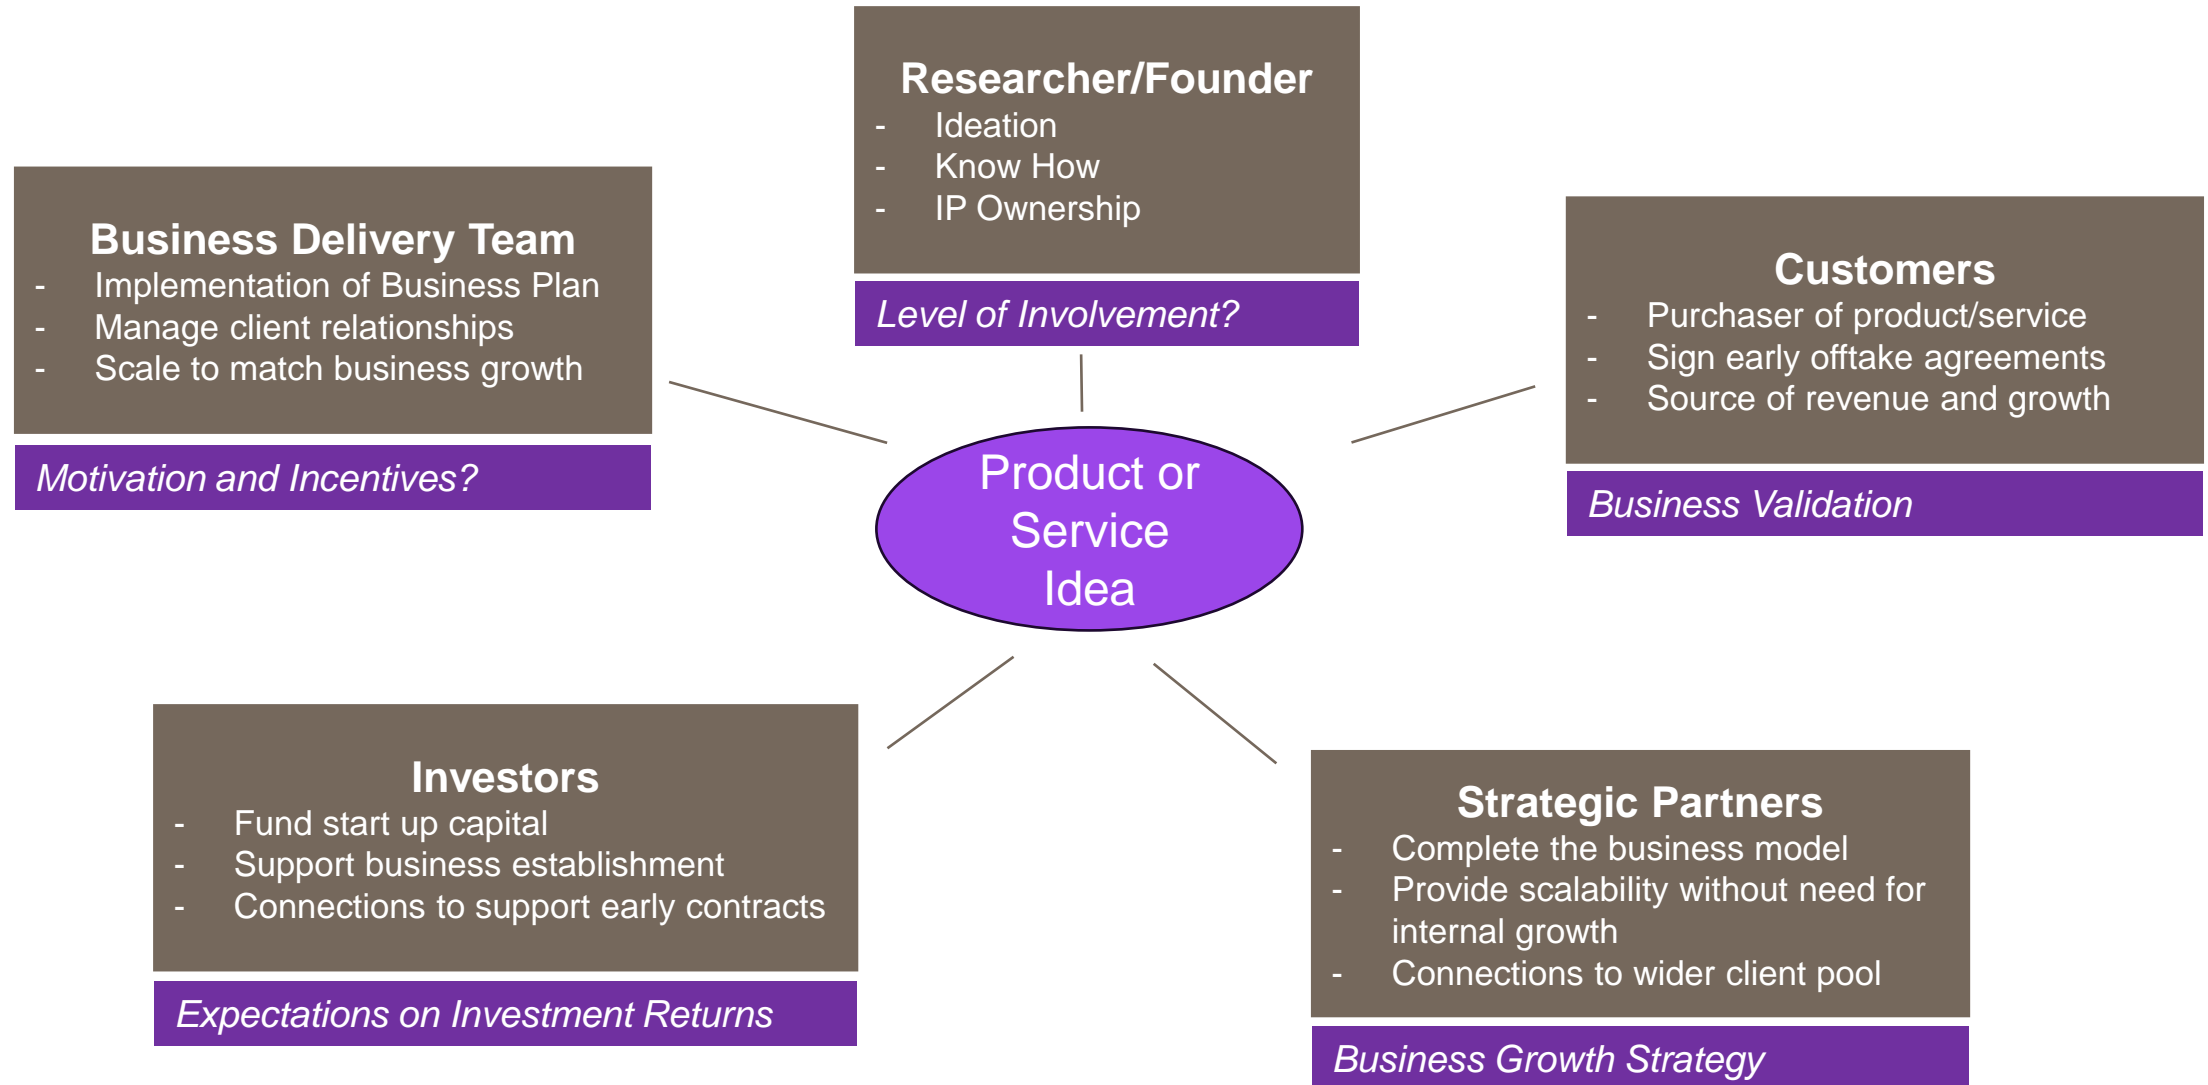 Researcher/Founder
- Ideation
- Know How
- IP Ownership
Level of Involvement?
Business Delivery Team
- Implementation of Business Plan
- Manage client relationships
- Scale to match business growth
Motivation and Incentives?
Customers
- Purchaser of product/service
- Sign early offtake agreements
- Source of revenue and growth
Business Validation
Product or
Service
Idea
Investors
- Fund start up capital
- Support business establishment
- Connections to support early contracts
Expectations on Investment Returns
Strategic Partners
- Complete the business model
- Provide scalability without need for
internal growth
- Connections to wider client pool
Business Growth Strategy